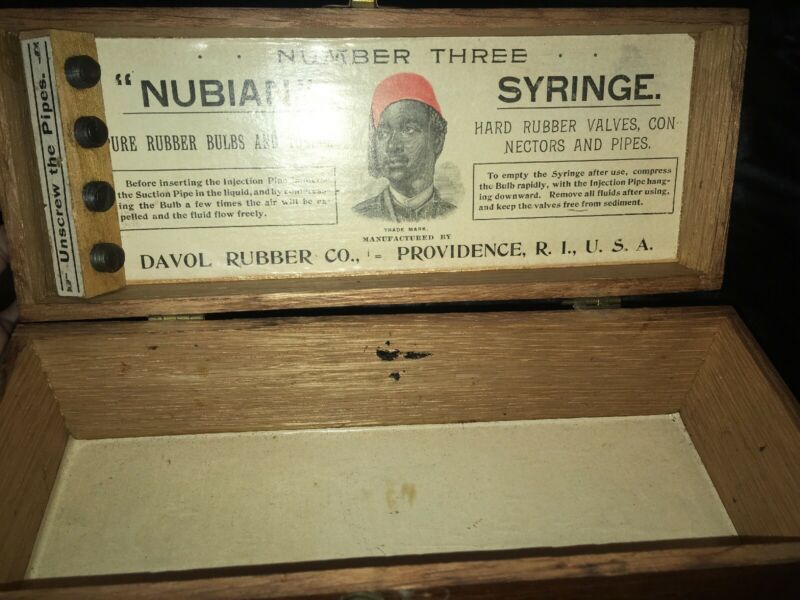 Unscrew the Pipes.
NUMBER THREE
"NUBIAN"
PURE RUBBER BULBS AND
Before inserting the Injection Pipe
the Suction Pipe in the liquid, and by compress-
ing the Bulb a few times the air will be ex-
pelled and the fluid flow freely.
SYRINGE.
HARD RUBBER VALVES, CON-
NECTORS AND PIPES.
To empty the Syringe after use, compress
the Bulb rapidly, with the Injection Pipe hang-
ing downward. Remove all fluids after using,
and keep the valves free from sediment.
TRADE MARK.
MANUFACTURED BY
DAVOL RUBBER CO., PROVIDENCE, R. I., U. S. A.